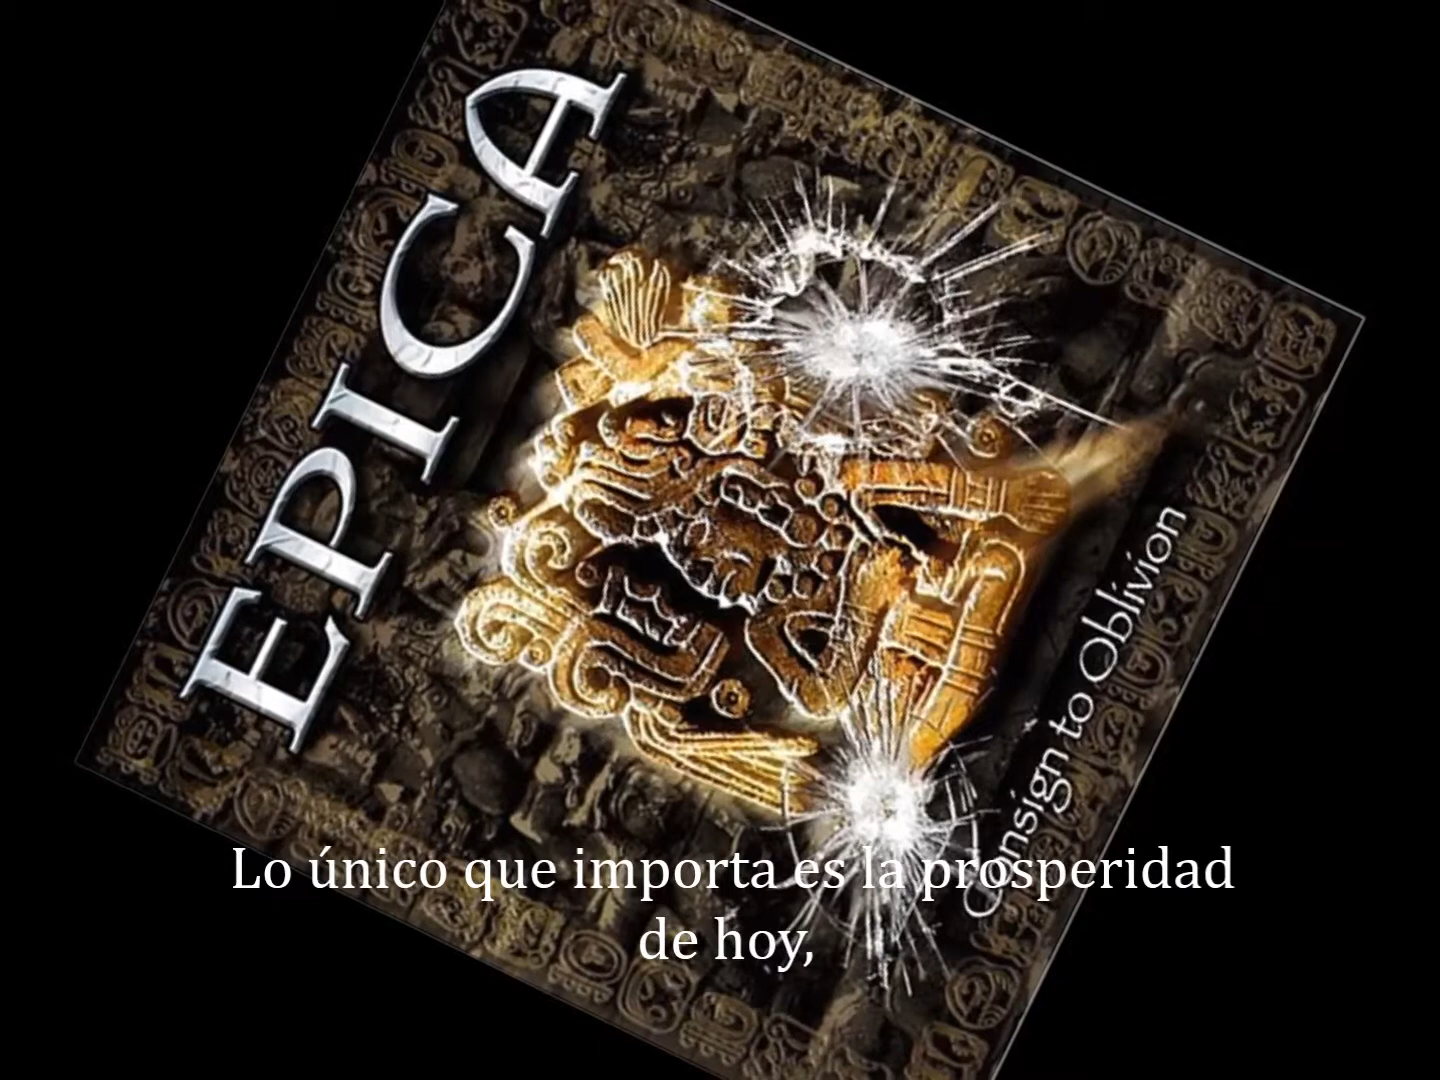 EPICA
Consign to Oblivion
Lo único que importa es la prosperidad
de hoy,